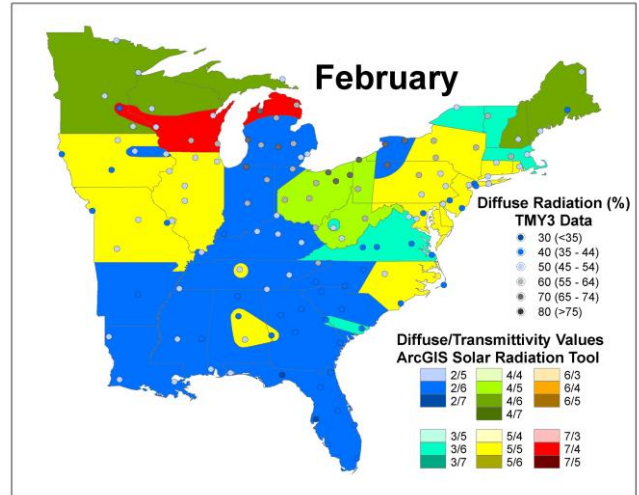 February
Diffuse Radiation (%)
TMY3 Data
30 (<35)
40 (35 - 44)
50 (45 - 54)
60 (55 - 64)
70 (65 - 74)
80 (>75)
Diffuse/Transmittivity Values
ArcGIS Solar Radiation Tool
2/5 4/4 6/3
2/6 4/5 6/4
2/7 4/6 6/5
4/7
3/5 5/4 7/3
3/6 5/5 7/4
3/7 5/6 7/5